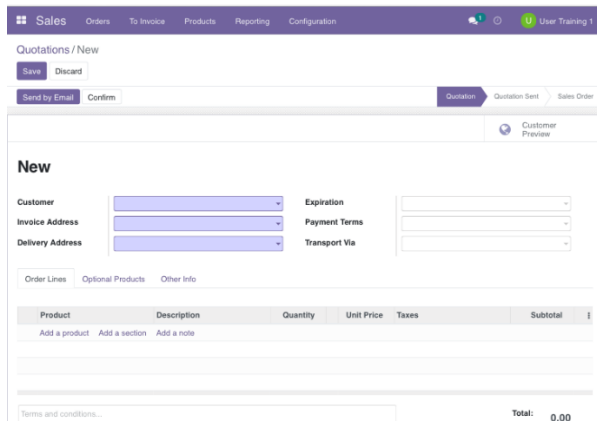 Sales Orders To Invoice Products Reporting Configuration 1 U User Training 1
Quotations / New
Save Discard
Send by Email Confirm Quotation Quotation Sent Sales Order
Customer
Preview
New
Customer Expiration
Invoice Address Payment Terms
Delivery Address Transport Via
Order Lines Optional Products Other Info
Product Description Quantity Unit Price Taxes Subtotal
Add a product Add a section Add a note
Terms and conditions... Total: 0.00